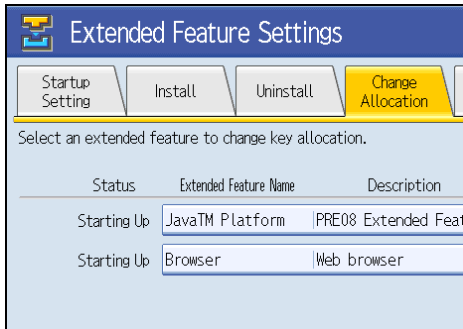 Extended Feature Settings
Startup Setting
Install
Uninstall
Change Allocation
Select an extended feature to change key allocation.
Status Extended Feature Name Description
Starting Up JavaTM Platform PRE08 Extended Feat
Starting Up Browser Web browser